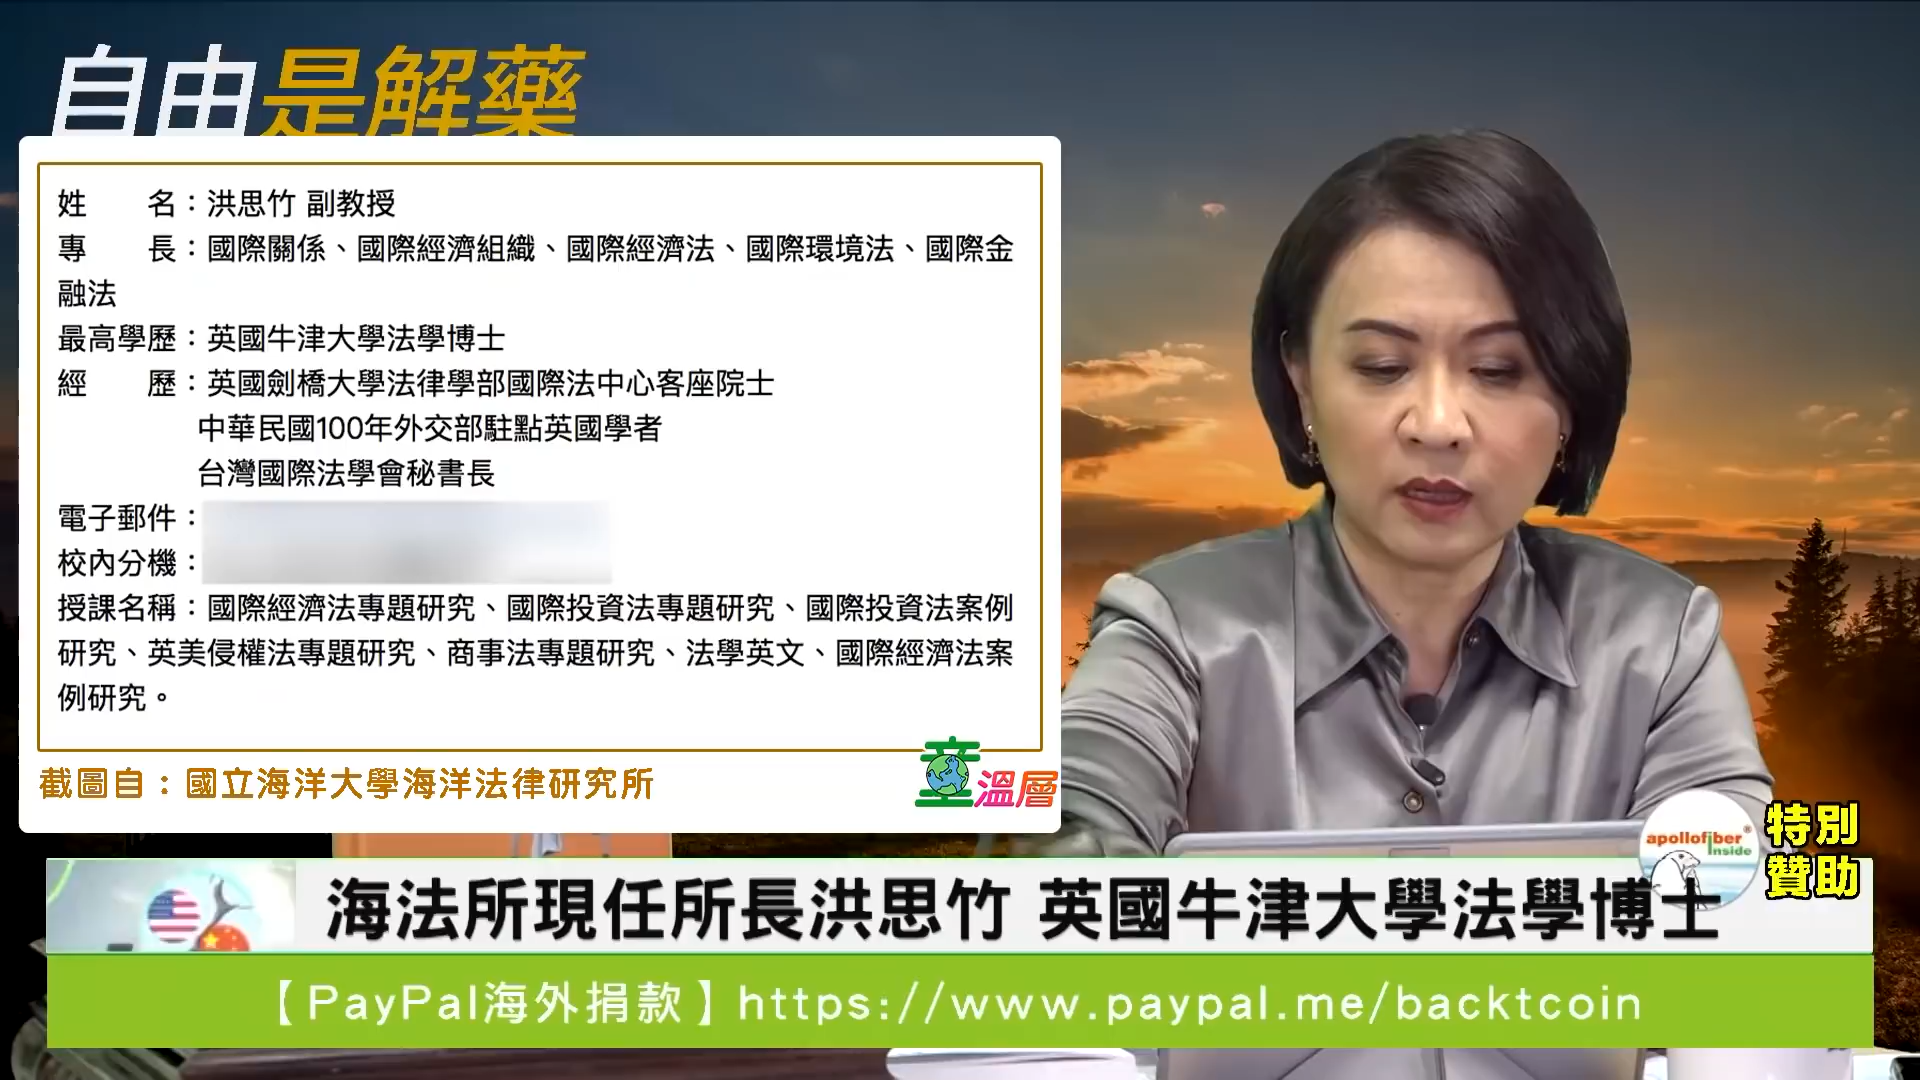 自由是解藥
姓　　名：洪思竹 副教授
專　　長：國際關係、國際經濟組織、國際經濟法、國際環境法、國際金
融法
最高學歷：英國牛津大學法學博士
經　　歷：英國劍橋大學法律學部國際法中心客座院士
中華民國100年外交部駐點英國學者
台灣國際法學會秘書長
電子郵件：
校內分機：
授課名稱：國際經濟法專題研究、國際投資法專題研究、國際投資法案例
研究、英美侵權法專題研究、商事法專題研究、法學英文、國際經濟法案
例研究。
截圖自：國立海洋大學海洋法律研究所
童溫層
apollofiber®
inside
特別
贊助
海法所現任所長洪思竹 英國牛津大學法學博士
【PayPal海外捐款】https://www.paypal.me/backtcoin